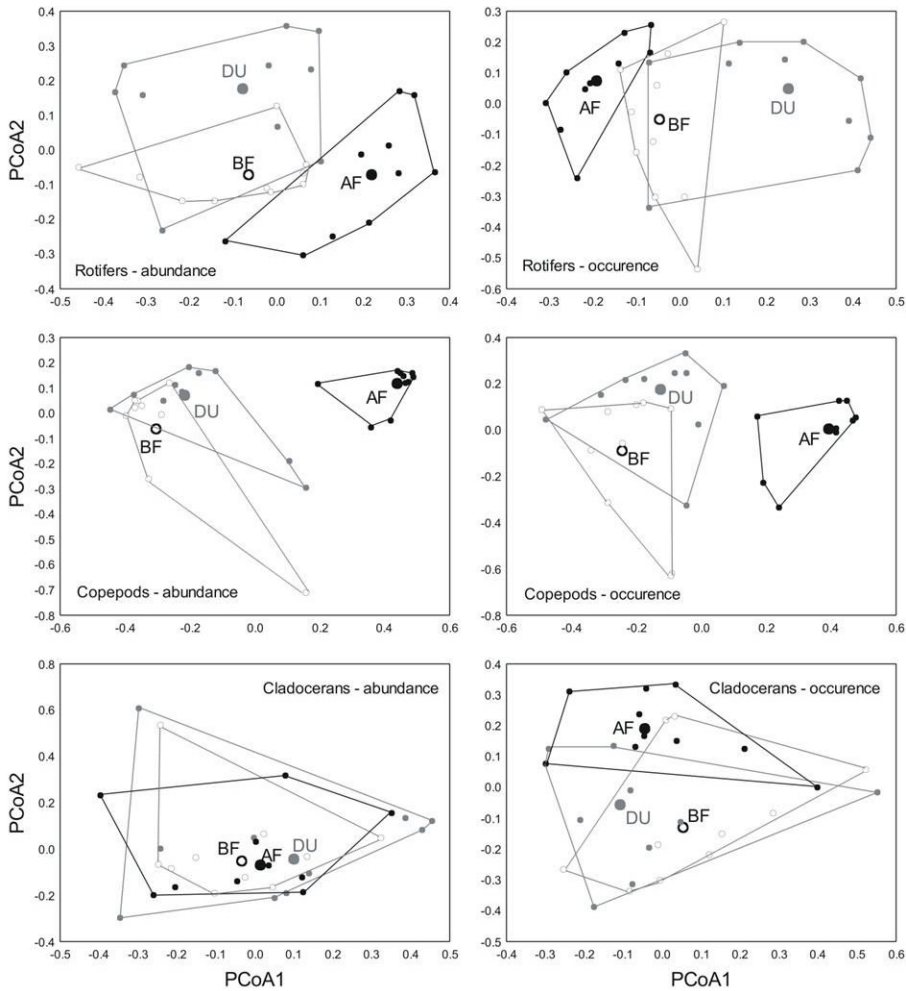 0.4
0.3
0.2
0.1
0.0
-0.1
-0.2
-0.3
-0.4
PCoA2
DU
BF
AF
Rotifers - abundance
-0.5 -0.4 -0.3 -0.2 -0.1 0.0 0.1 0.2 0.3 0.4
0.3
0.2
0.1
0.0
-0.1
-0.2
-0.3
-0.4
-0.5
-0.6
AF
BF
DU
Rotifers - occurence
-0.4 -0.3 -0.2 -0.1 0.0 0.1 0.2 0.3 0.4 0.5
0.3
0.2
0.1
0.0
-0.1
-0.2
-0.3
-0.4
-0.5
-0.6
-0.7
-0.8
PCoA2
DU
BF
AF
Copepods - abundance
-0.6 -0.4 -0.2 0.0 0.2 0.4 0.6
0.4
0.2
0.0
-0.2
-0.4
-0.6
-0.8
DU
BF
AF
Copepods - occurence
-0.6 -0.4 -0.2 0.0 0.2 0.4 0.6
0.8
0.6
0.4
0.2
0.0
-0.2
-0.4
PCoA2
Cladocerans - abundance
BF
AF
DU
-0.5 -0.4 -0.3 -0.2 -0.1 0.0 0.1 0.2 0.3 0.4 0.5
PCoA1
0.4
0.3
0.2
0.1
0.0
-0.1
-0.2
-0.3
-0.4
-0.5
Cladocerans - occurence
AF
DU
BF
-0.4 -0.3 -0.2 -0.1 0.0 0.1 0.2 0.3 0.4 0.5 0.6
PCoA1